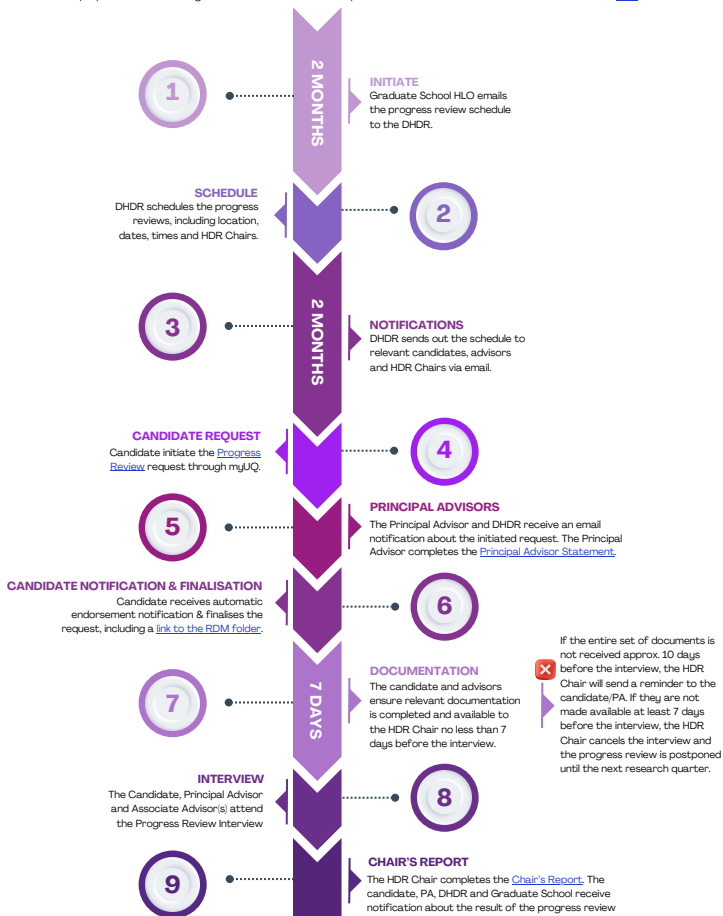 1
2 MONTHS
INITIATE
Graduate School HLO emails
the progress review schedule
to the DHDR.
SCHEDULE
DHDR schedules the progress
reviews, including location,
dates, times and HDR Chairs.
2
3
2 MONTHS
NOTIFICATIONS
DHDR sends out the schedule to
relevant candidates, advisors
and HDR Chairs via email.
CANDIDATE REQUEST
Candidate initiate the Progress
Review request through myUQ.
4
5
PRINCIPAL ADVISORS
The Principal Advisor and DHDR receive an email
notification about the initiated request. The Principal
Advisor completes the Principal Advisor Statement.
CANDIDATE NOTIFICATION & FINALISATION
Candidate receives automatic
endorsement notification & finalises the
request, including a link to the RDM folder.
6
7
7 DAYS
DOCUMENTATION
The candidate and advisors
ensure relevant documentation
is completed and available to
the HDR Chair no less than 7
days before the interview.
If the entire set of documents is
not received approx. 10 days
before the interview, the HDR
Chair will send a reminder to the
candidate/PA. If they are not
made available at least 7 days
before the interview, the HDR
Chair cancels the interview and
the progress review is postponed
until the next research quarter.
INTERVIEW
The Candidate, Principal Advisor
and Associate Advisor(s) attend
the Progress Review Interview
8
9
CHAIR'S REPORT
The HDR Chair completes the Chair's Report. The
candidate, PA, DHDR and Graduate School receive
notification about the result of the progress review